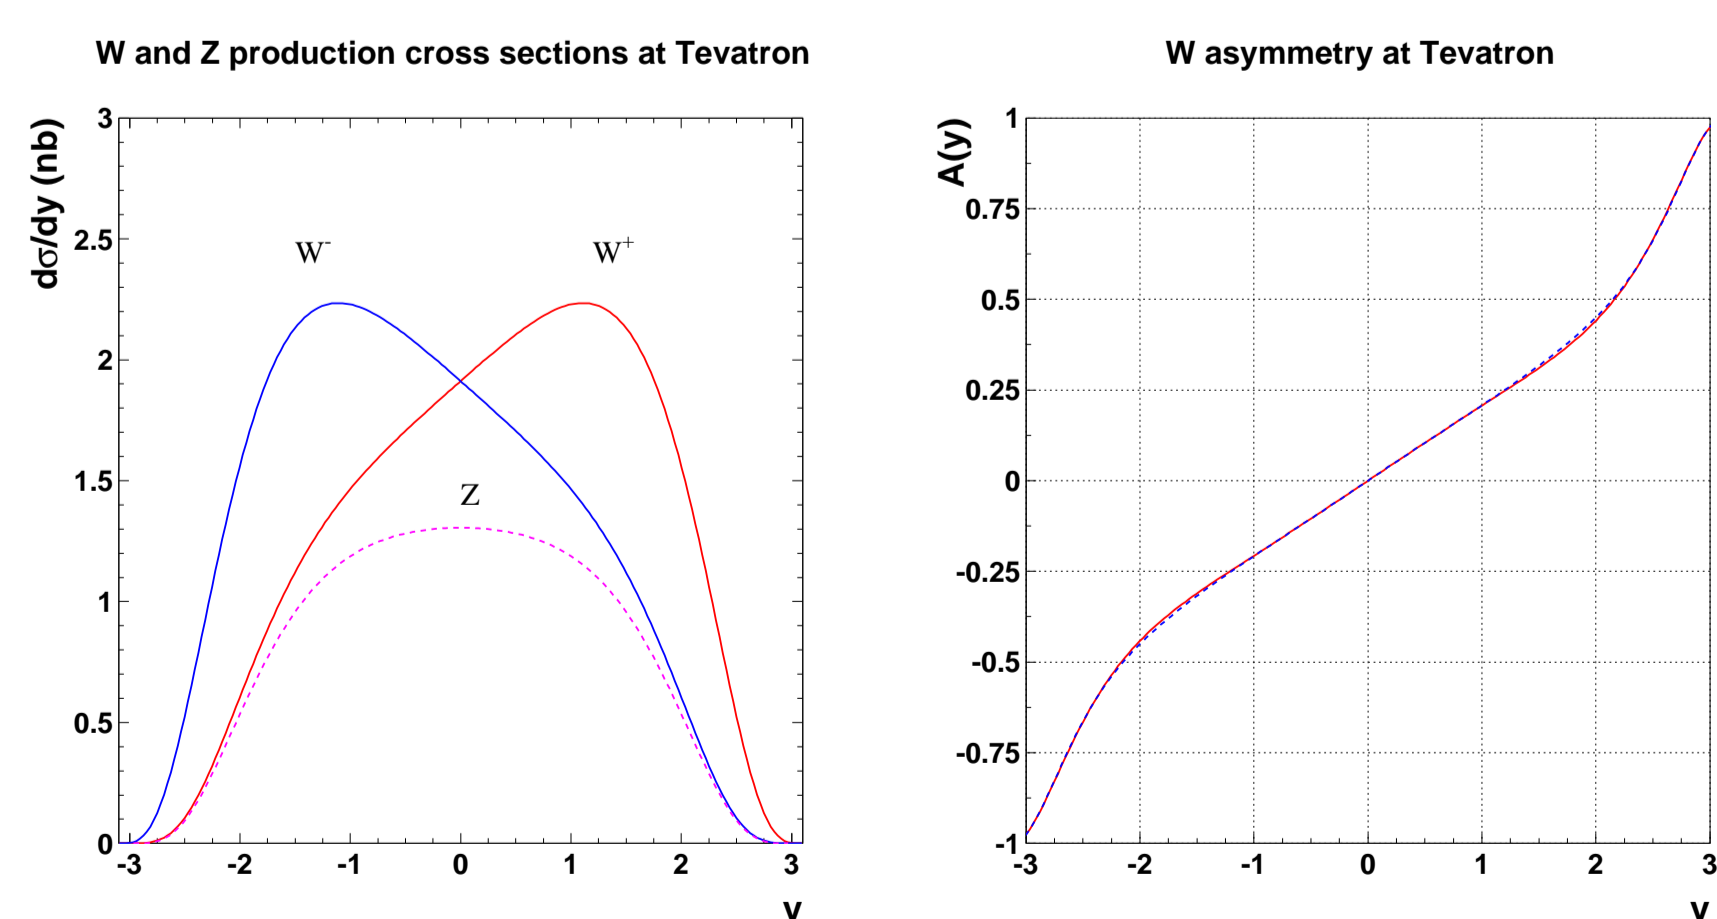 W and Z production cross sections at Tevatron
dσ/dy (nb)
3
2.5
2
1.5
1
0.5
0
W⁻
W⁺
Z
-3 -2 -1 0 1 2 3
y
W asymmetry at Tevatron
A(y)
1
0.75
0.5
0.25
0
-0.25
-0.5
-0.75
-1
-3 -2 -1 0 1 2 3
y